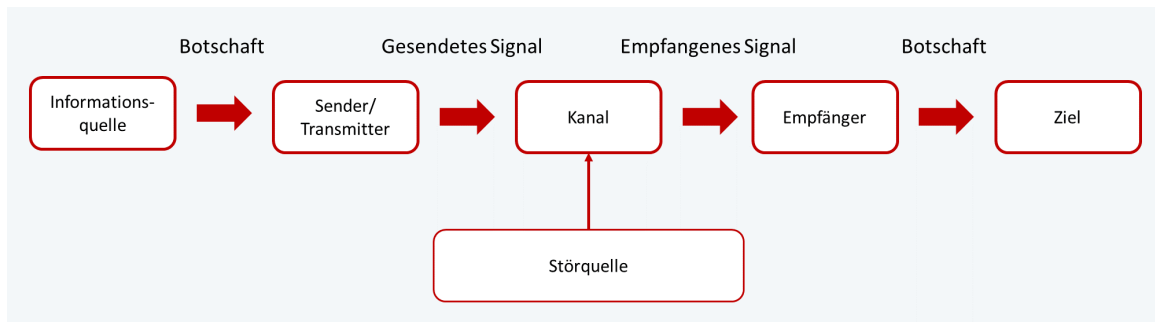 Botschaft
Gesendetes Signal
Empfangenes Signal
Botschaft
Informations-
quelle
Sender/
Transmitter
Kanal
Empfänger
Ziel
Störquelle